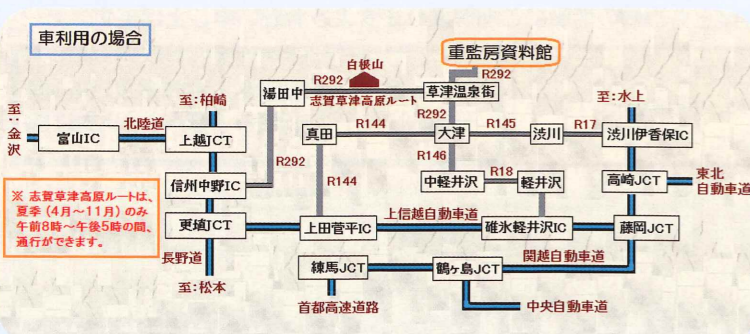 車利用の場合
重監房資料館
白根山
R292
R292
湯田中
志賀草津高原ルート
草津温泉街
至：柏崎
至：水上
至：金沢
北陸道
富山IC
上越JCT
R292
真田
R144
大津
R145
渋川
R17
渋川伊香保IC
R292
R146
信州中野IC
R144
中軽井沢
R18
軽井沢
高崎JCT
東北
自動車道
※ 志賀草津高原ルートは、
夏季（4月～11月）のみ
午前8時～午後5時の間、
通行ができます。
更埴JCT
上田菅平IC
上信越自動車道
碓氷軽井沢IC
藤岡JCT
長野道
関越自動車道
練馬JCT
鶴ヶ島JCT
至：松本
首都高速道路
中央自動車道